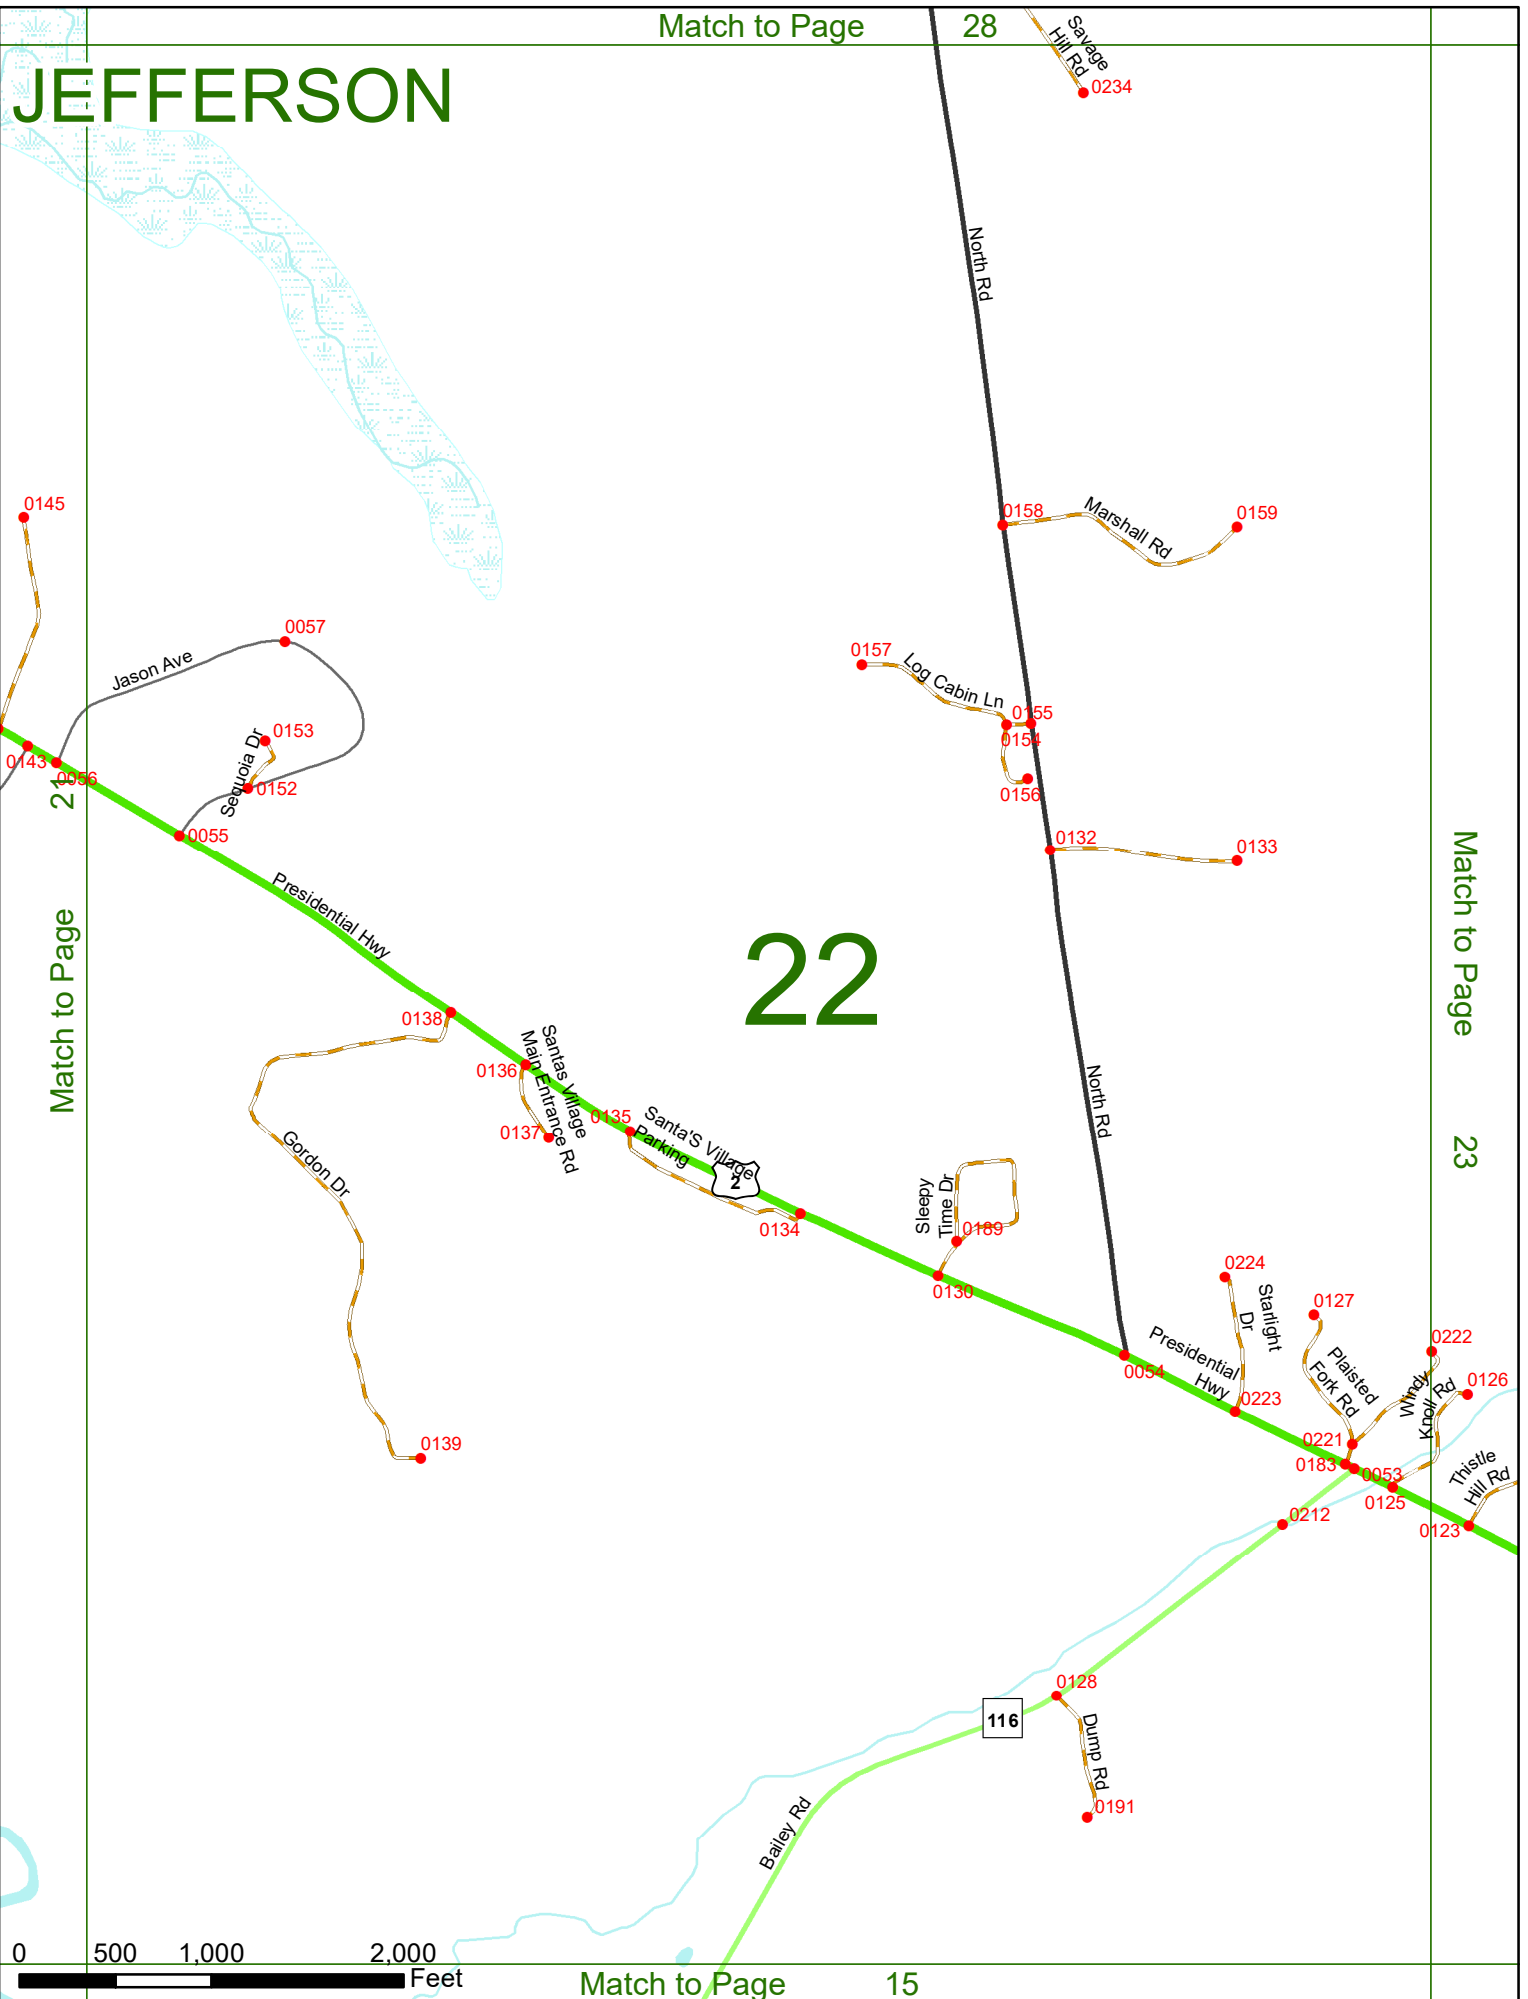 Match to Page 28
Savage
Hill Rd
0234
JEFFERSON
North Rd
0145
0158
Marshall Rd
0159
0057
Jason Ave
0157
Log Cabin Ln
0155
0154
0156
0153
Sequoia Dr
0152
0143
0056
21
0055
0132
0133
Match to Page
Presidential Hwy
22
Match to Page
23
0138
0136
Santas Village
Main Entrance Rd
0137
0135
Santa'S Village
Parking
2
0134
North Rd
Gordon Dr
Sleepy
Time Dr
0189
0130
0224
Starlight
Dr
0127
0054
Presidential
Hwy
0223
Plaisted
Fork Rd
0222
Windy
Knoll Rd
0126
0221
0183
0053
0125
Thistle
Hill Rd
0123
0139
0212
0128
116
Dump Rd
0191
Bailey Rd
0 500 1,000 2,000
Feet
Match to Page 15